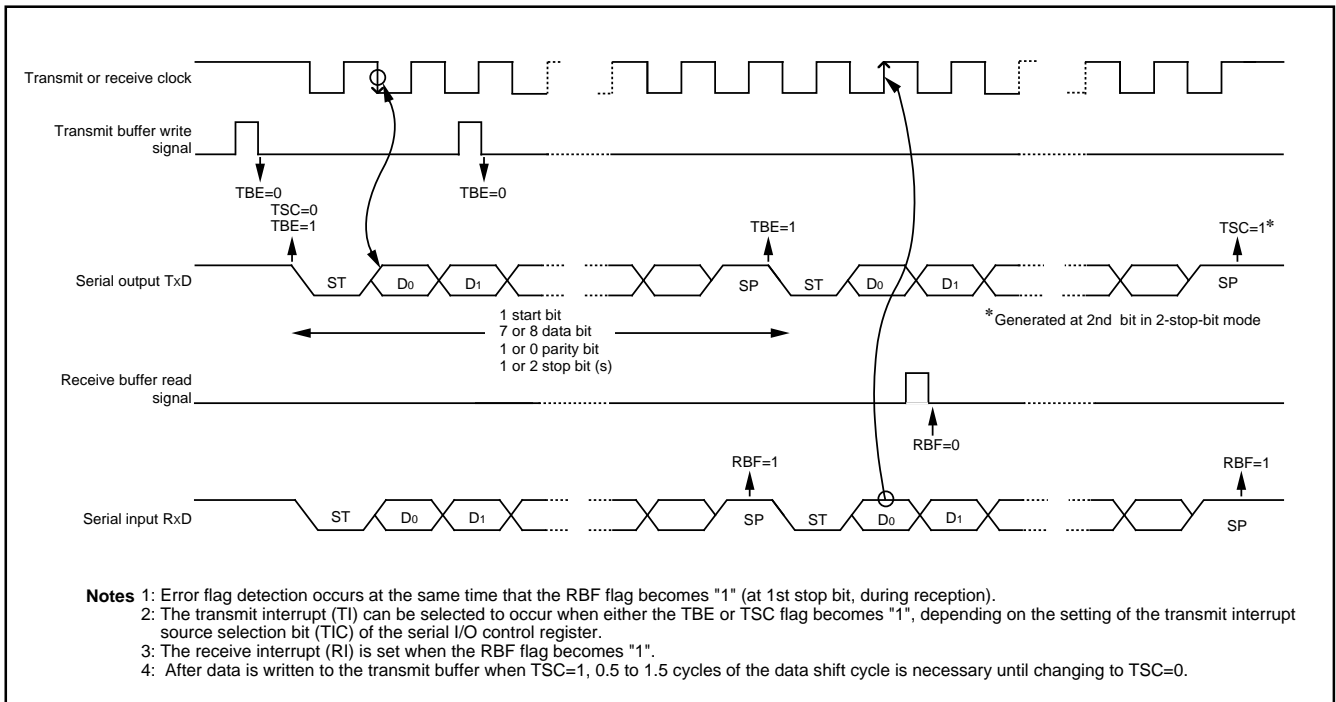 Transmit or receive clock
Transmit buffer write
signal
TBE=0
TSC=0
TBE=1
TBE=0
TBE=1
TSC=1*
Serial output TxD
ST
D0
D1
SP
ST
D0
D1
SP
1 start bit
7 or 8 data bit
1 or 0 parity bit
1 or 2 stop bit (s)
*Generated at 2nd bit in 2-stop-bit mode
Receive buffer read
signal
RBF=0
RBF=1
RBF=1
Serial input RxD
ST
D0
D1
SP
ST
D0
D1
SP
Notes 1: Error flag detection occurs at the same time that the RBF flag becomes "1" (at 1st stop bit, during reception).
2: The transmit interrupt (TI) can be selected to occur when either the TBE or TSC flag becomes "1", depending on the setting of the transmit interrupt
source selection bit (TIC) of the serial I/O control register.
3: The receive interrupt (RI) is set when the RBF flag becomes "1".
4: After data is written to the transmit buffer when TSC=1, 0.5 to 1.5 cycles of the data shift cycle is necessary until changing to TSC=0.